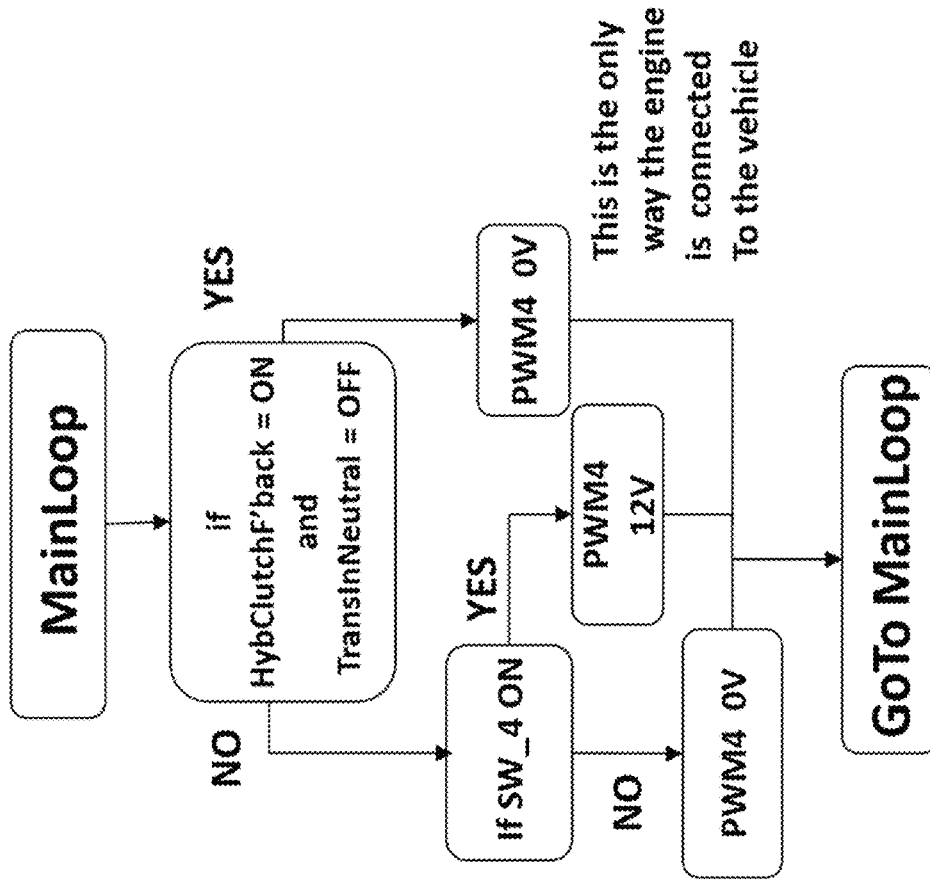 MainLoop
if
HybClutchF'back = ON
and
TransInNeutral = OFF
NO
YES
If SW_4 ON
YES
PWM4 0V
This is the only
way the engine
is connected
To the vehicle
NO
PWM4
12V
PWM4 0V
GoTo MainLoop